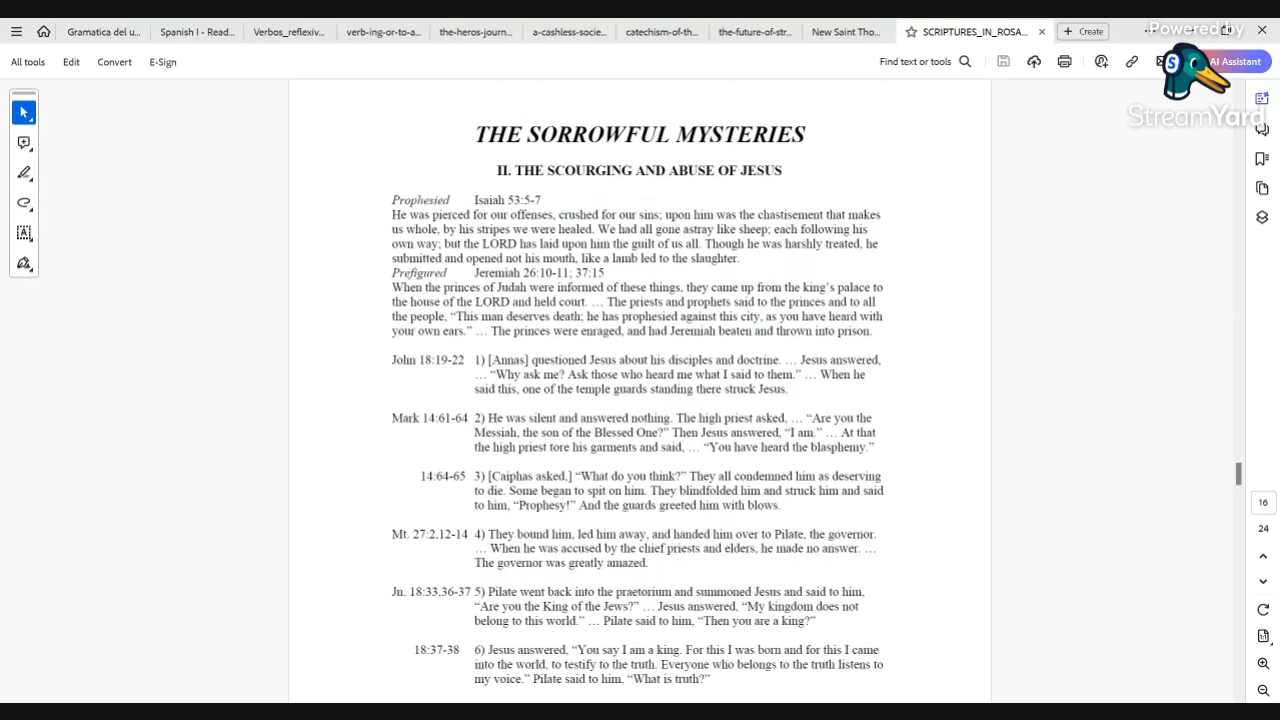 Gramatica del u...
Spanish I - Read...
Verbos_reflexiv...
verb-ing-or-to-a...
the-heros-journ...
a-cashless-socie...
catechism-of-th...
the-future-of-str...
New Saint Tho...
SCRIPTURES_IN_ROSA...
Create
Powered by
All tools
Edit
Convert
E-Sign
Find text or tools
AI Assistant
StreamYard
THE SORROWFUL MYSTERIES
II. THE SCOURGING AND ABUSE OF JESUS
Prophesied Isaiah 53:5-7
He was pierced for our offenses, crushed for our sins; upon him was the chastisement that makes
us whole, by his stripes we were healed. We had all gone astray like sheep; each following his
own way; but the LORD has laid upon him the guilt of us all. Though he was harshly treated, he
submitted and opened not his mouth, like a lamb led to the slaughter.
Prefigured Jeremiah 26:10-11; 37:15
When the princes of Judah were informed of these things, they came up from the king's palace to
the house of the LORD and held court. … The priests and prophets said to the princes and to all
the people, “This man deserves death; he has prophesied against this city, as you have heard with
your own ears.” … The princes were enraged, and had Jeremiah beaten and thrown into prison.
John 18:19-22 1) [Annas] questioned Jesus about his disciples and doctrine. … Jesus answered,
… “Why ask me? Ask those who heard me what I said to them.” … When he
said this, one of the temple guards standing there struck Jesus.
Mark 14:61-64 2) He was silent and answered nothing. The high priest asked, … “Are you the
Messiah, the son of the Blessed One?” Then Jesus answered, “I am.” … At that
the high priest tore his garments and said, … “You have heard the blasphemy.”
14:64-65 3) [Caiphas asked,] “What do you think?” They all condemned him as deserving
to die. Some began to spit on him. They blindfolded him and struck him and said
to him, “Prophesy!” And the guards greeted him with blows.
Mt. 27:2,12-14 4) They bound him, led him away, and handed him over to Pilate, the governor.
… When he was accused by the chief priests and elders, he made no answer. …
The governor was greatly amazed.
Jn. 18:33,36-37 5) Pilate went back into the praetorium and summoned Jesus and said to him,
“Are you the King of the Jews?” … Jesus answered, “My kingdom does not
belong to this world.” … Pilate said to him, “Then you are a king?”
18:37-38 6) Jesus answered, “You say I am a king. For this I was born and for this I came
into the world, to testify to the truth. Everyone who belongs to the truth listens to
my voice.” Pilate said to him, “What is truth?”
16
24